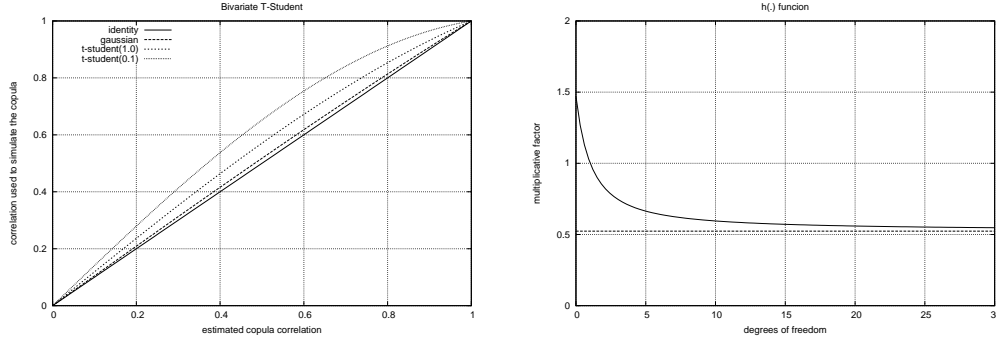 Bivariate T-Student
identity
gaussian
t-student(1.0)
t-student(0.1)
correlation used to simulate the copula
1
0.8
0.6
0.4
0.2
0
0 0.2 0.4 0.6 0.8 1
estimated copula correlation
h(.) funcion
multiplicative factor
2
1.5
1
0.5
0
0 5 10 15 20 25 3
degrees of freedom